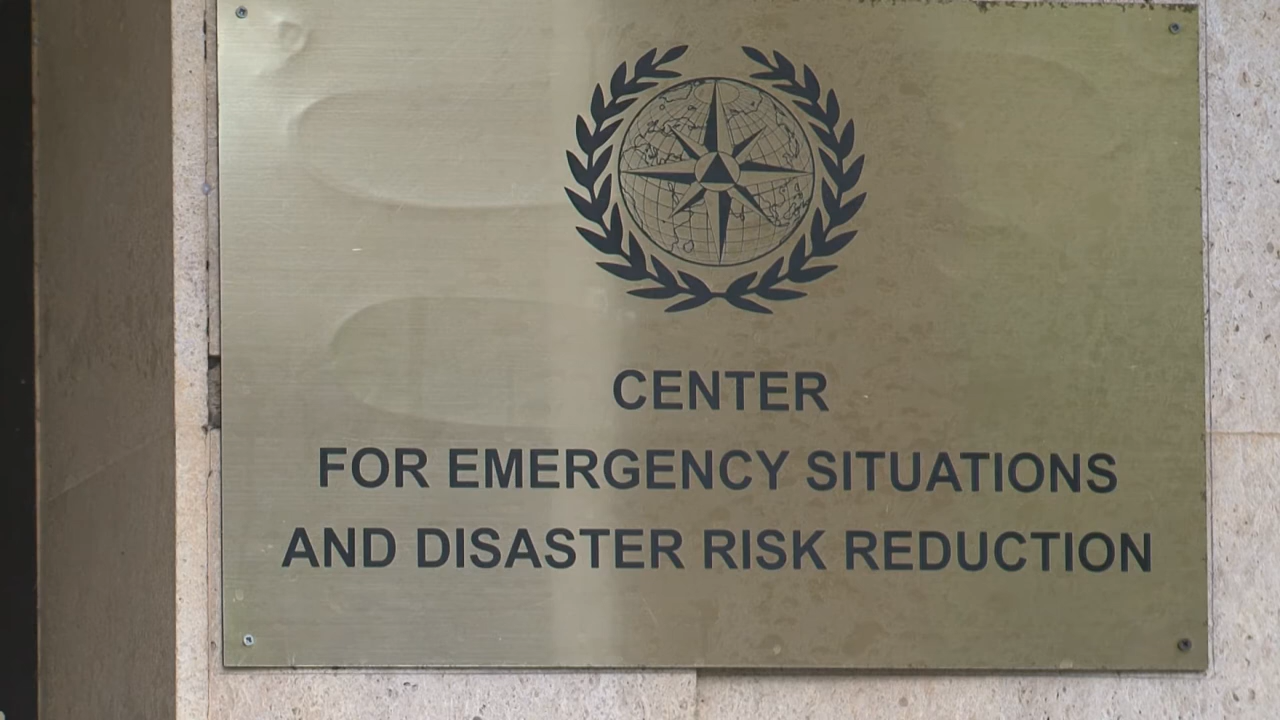 CENTER
FOR EMERGENCY SITUATIONS
AND DISASTER RISK REDUCTION